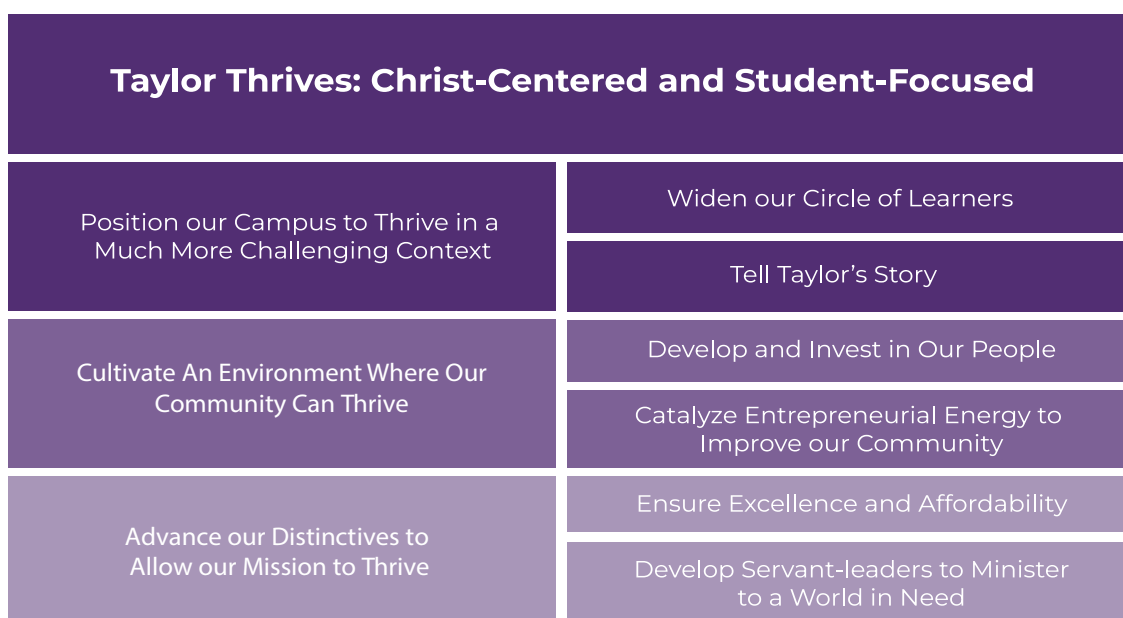 Taylor Thrives: Christ-Centered and Student-Focused
Position our Campus to Thrive in a
Much More Challenging Context
Widen our Circle of Learners
Tell Taylor’s Story
Cultivate An Environment Where Our
Community Can Thrive
Develop and Invest in Our People
Catalyze Entrepreneurial Energy to
Improve our Community
Advance our Distinctives to
Allow our Mission to Thrive
Ensure Excellence and Affordability
Develop Servant-leaders to Minister
to a World in Need